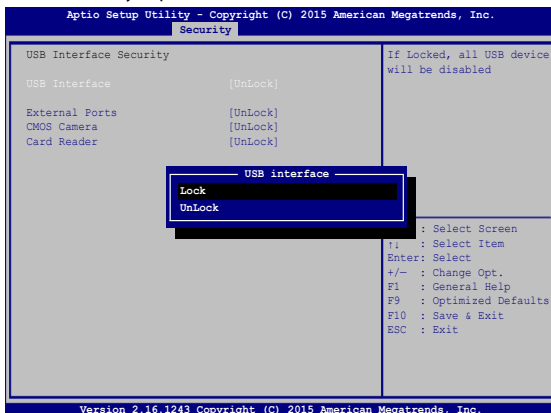 Aptio Setup Utility - Copyright (C) 2015 American Megatrends, Inc.
Security
USB Interface Security
USB Interface [UnLock]
External Ports [UnLock]
CMOS Camera [UnLock]
Card Reader [UnLock]
If Locked, all USB device
will be disabled
USB interface
Lock
UnLock
: Select Screen
↑↓ : Select Item
Enter: Select
+/— : Change Opt.
F1 : General Help
F9 : Optimized Defaults
F10 : Save & Exit
ESC : Exit
Version 2.16.1243 Copyright (C) 2015 American Megatrends, Inc.